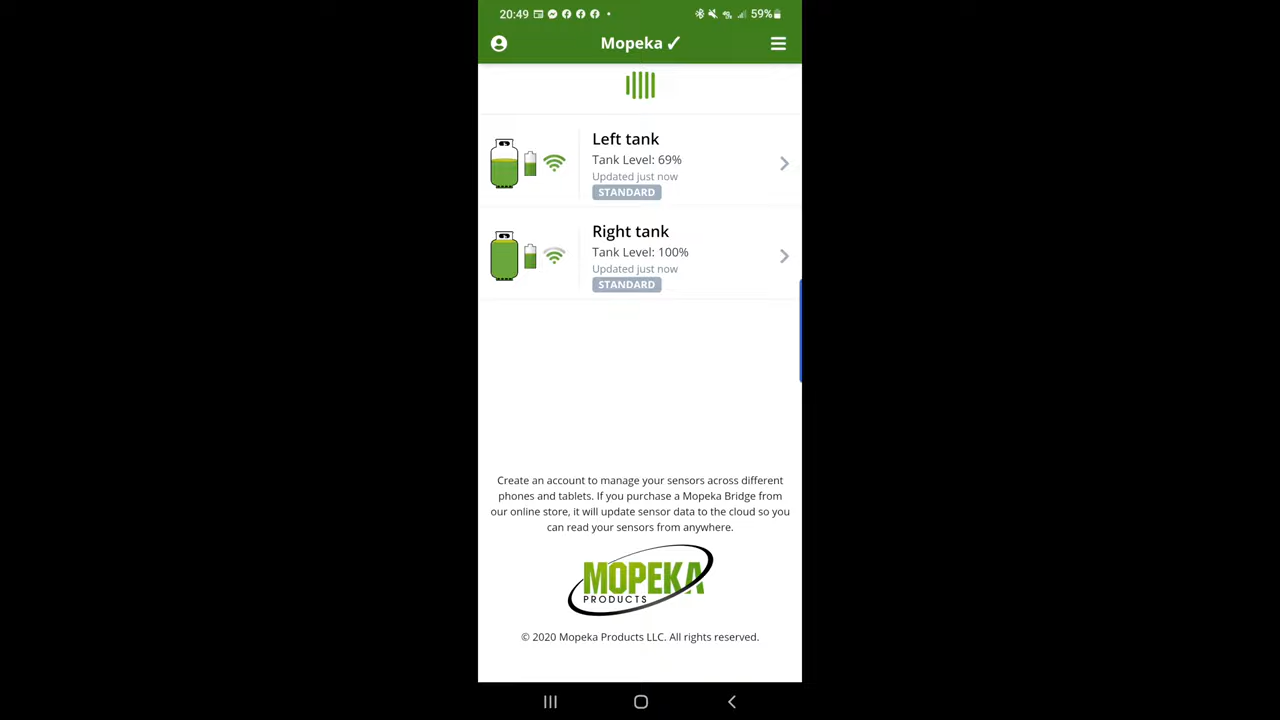 20:49
59%
Mopeka ✓
Left tank
Tank Level: 69%
Updated just now
STANDARD
Right tank
Tank Level: 100%
Updated just now
STANDARD
Create an account to manage your sensors across different
phones and tablets. If you purchase a Mopeka Bridge from
our online store, it will update sensor data to the cloud so you
can read your sensors from anywhere.
MOPEKA
PRODUCTS
© 2020 Mopeka Products LLC. All rights reserved.